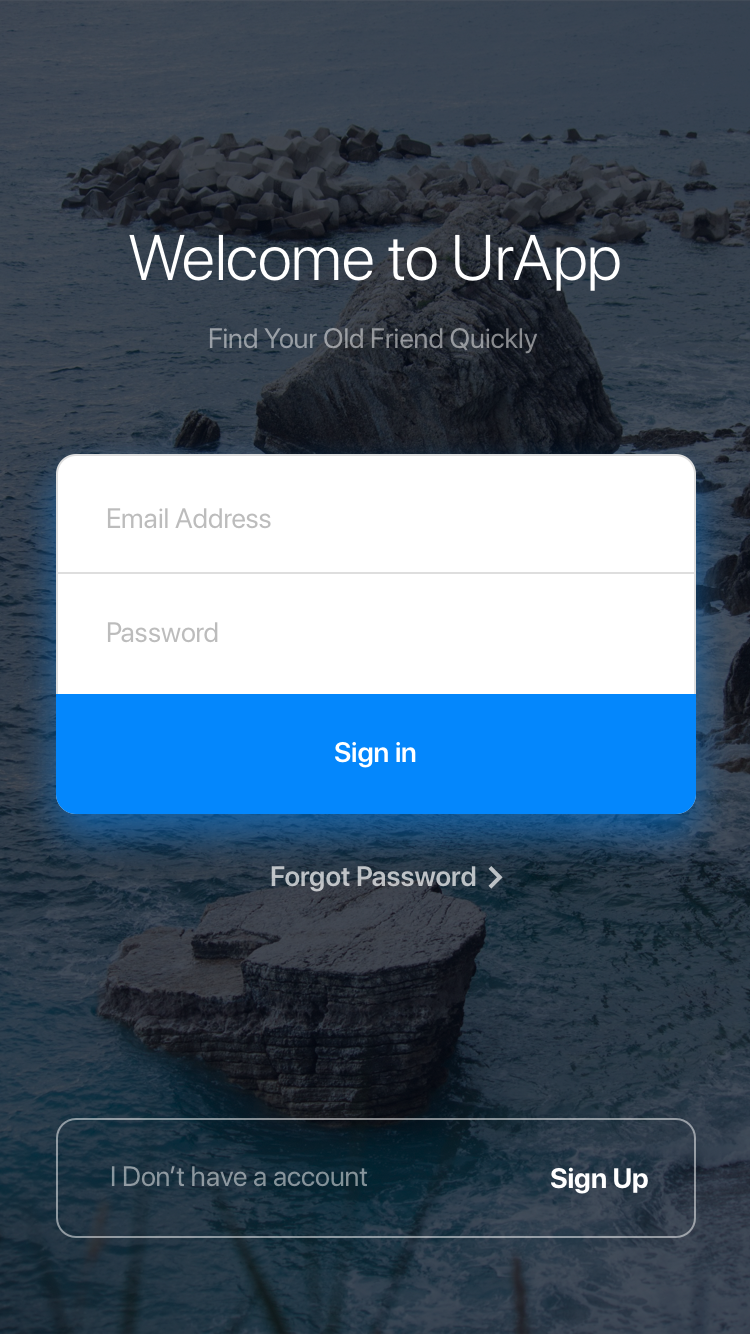 Welcome to UrApp
Find Your Old Friend Quickly
Email Address
Password
Sign in
Forgot Password
I Don’t have a account
Sign Up